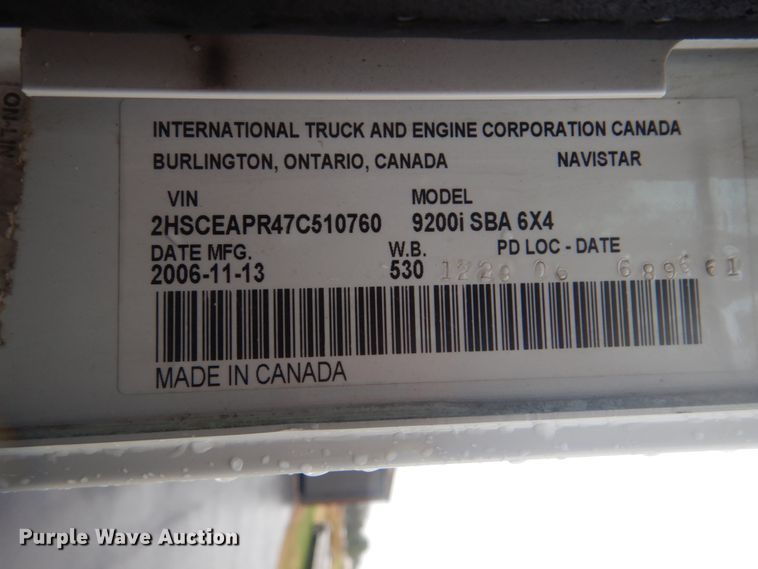 INTERNATIONAL TRUCK AND ENGINE CORPORATION CANADA
BURLINGTON, ONTARIO, CANADA NAVISTAR
VIN MODEL
2HSCEAPR47C510760 9200i SBA 6X4
DATE MFG. W.B. PD LOC - DATE
2006-11-13 530
MADE IN CANADA
Purple Wave Auction